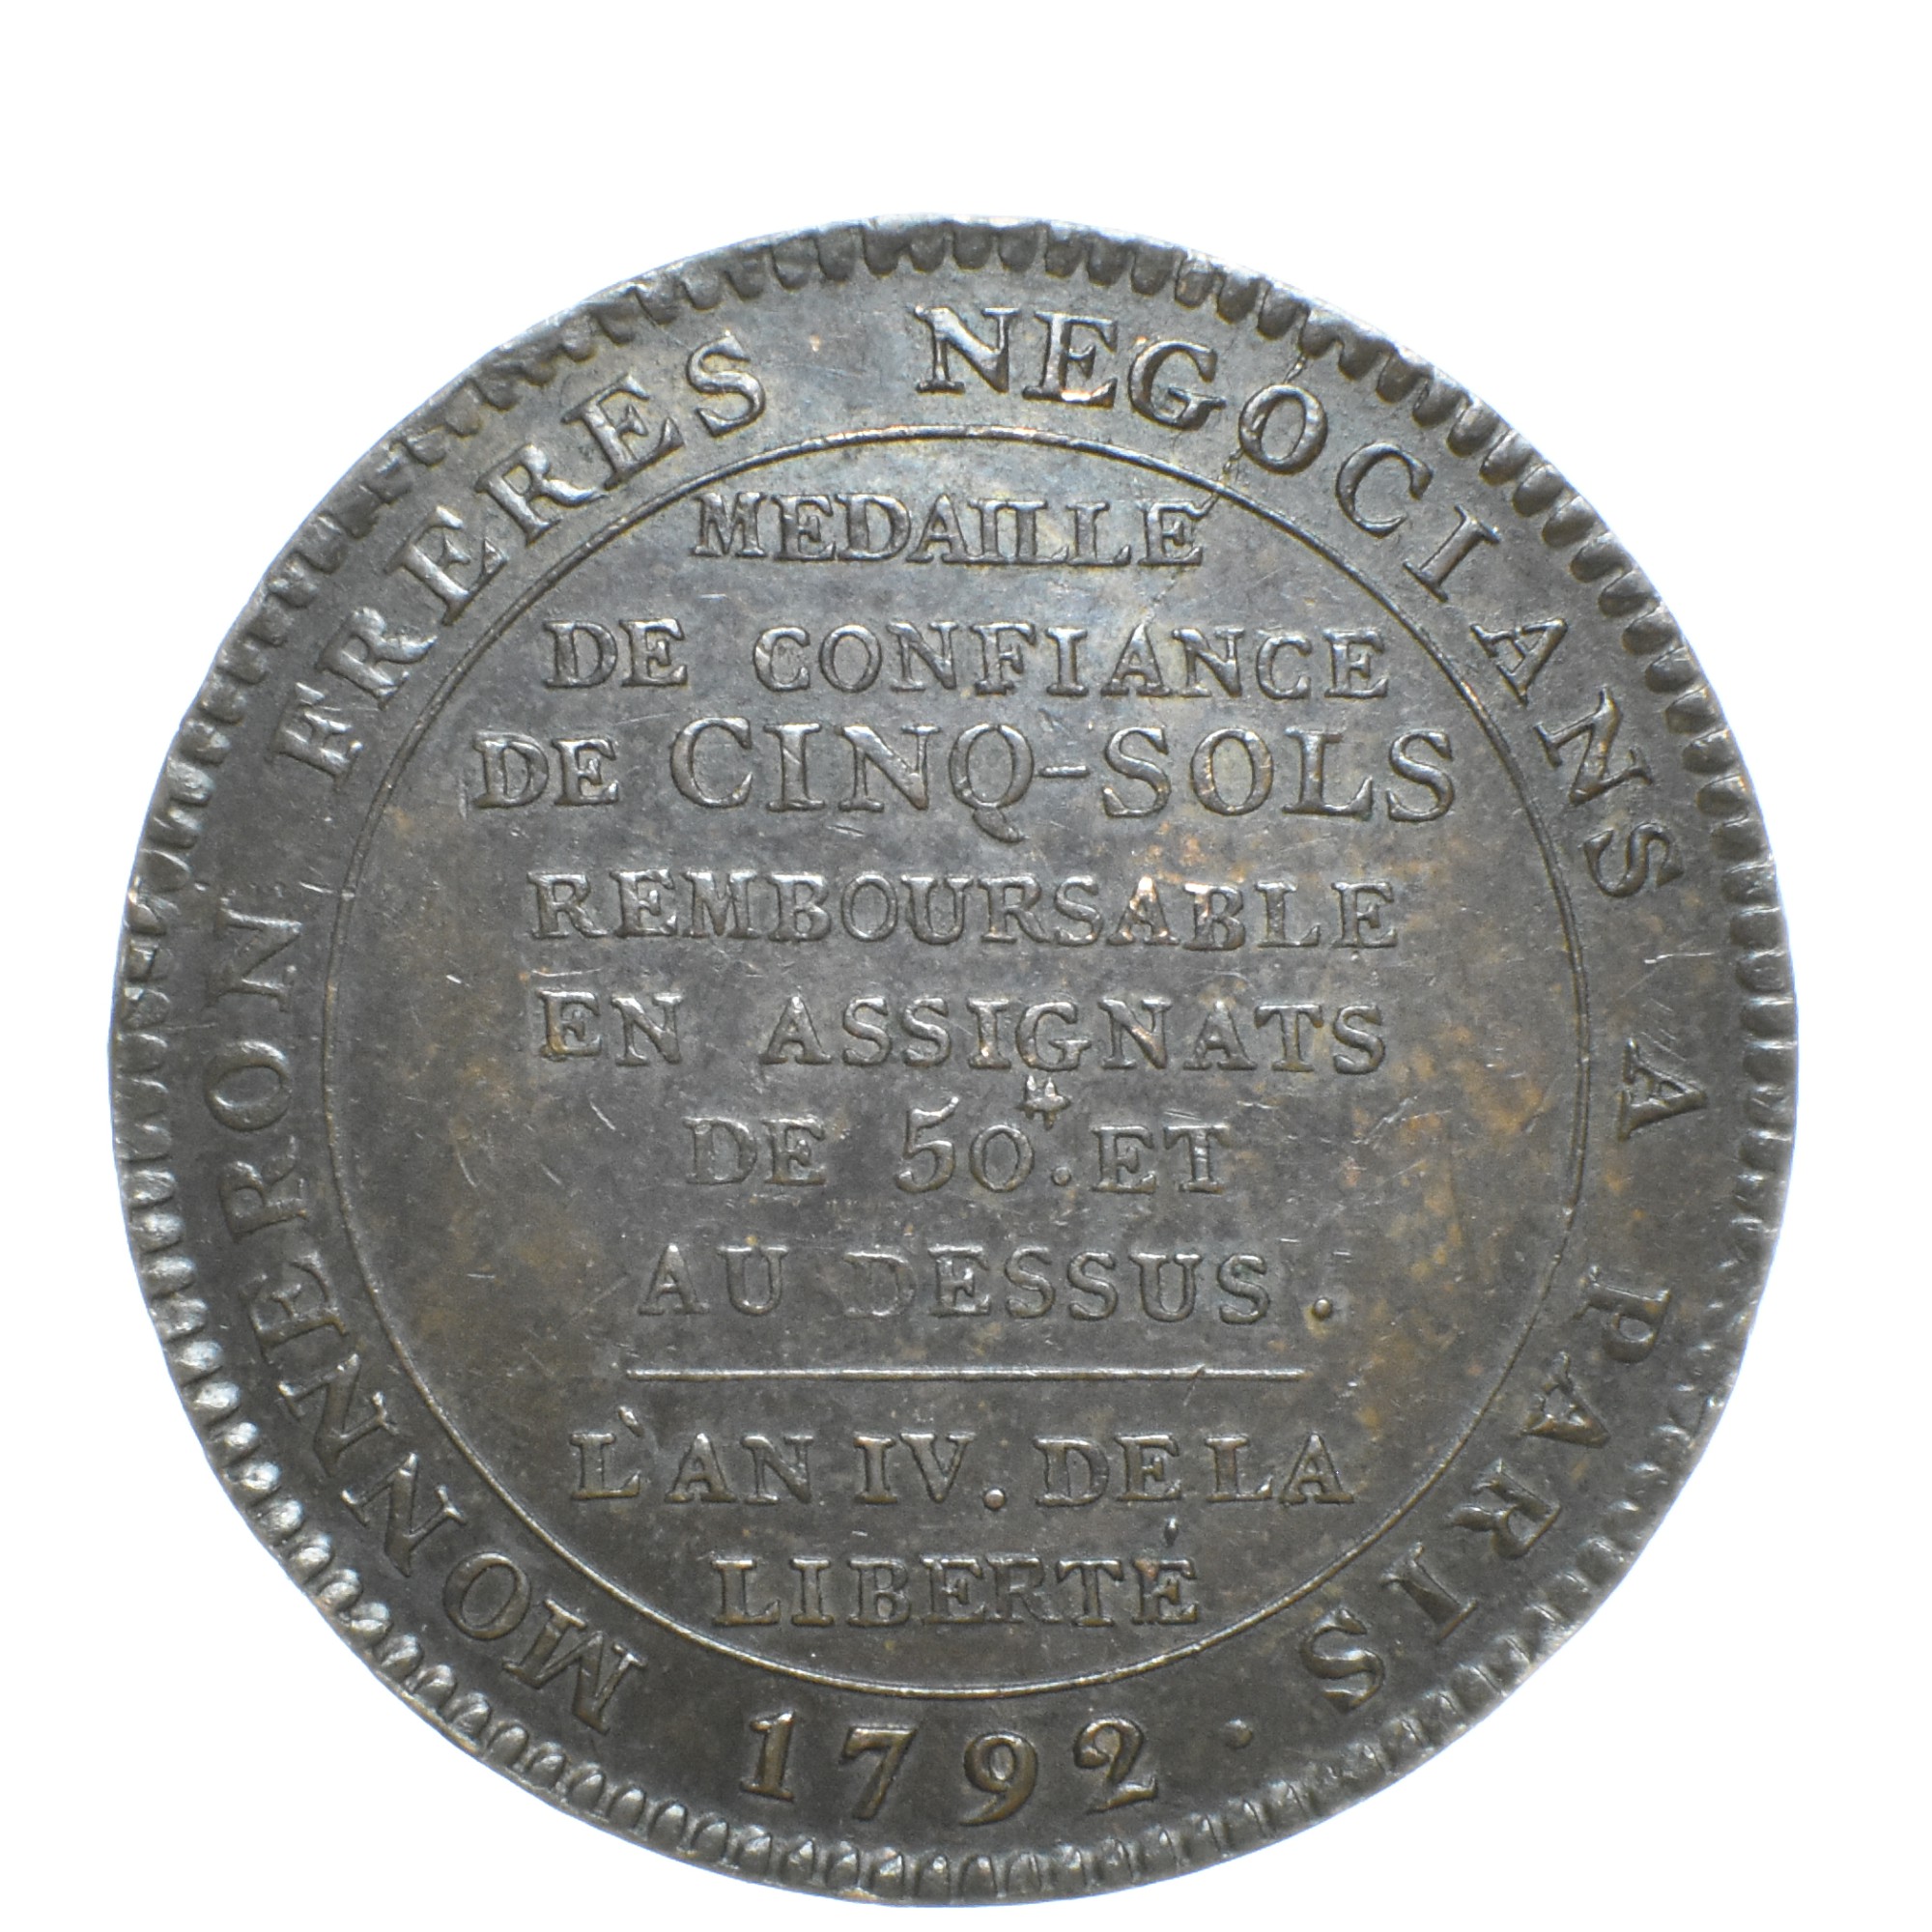 MONNERON FRERES NEGOCIANS A PARIS
1792.
MEDAILLE
DE CONFIANCE
DE CINQ-SOLS
REMBOURSABLE
EN ASSIGNATS
DE 50.ᴴ ET
AU DESSUS.
L'AN IV. DE LA
LIBERTÉ